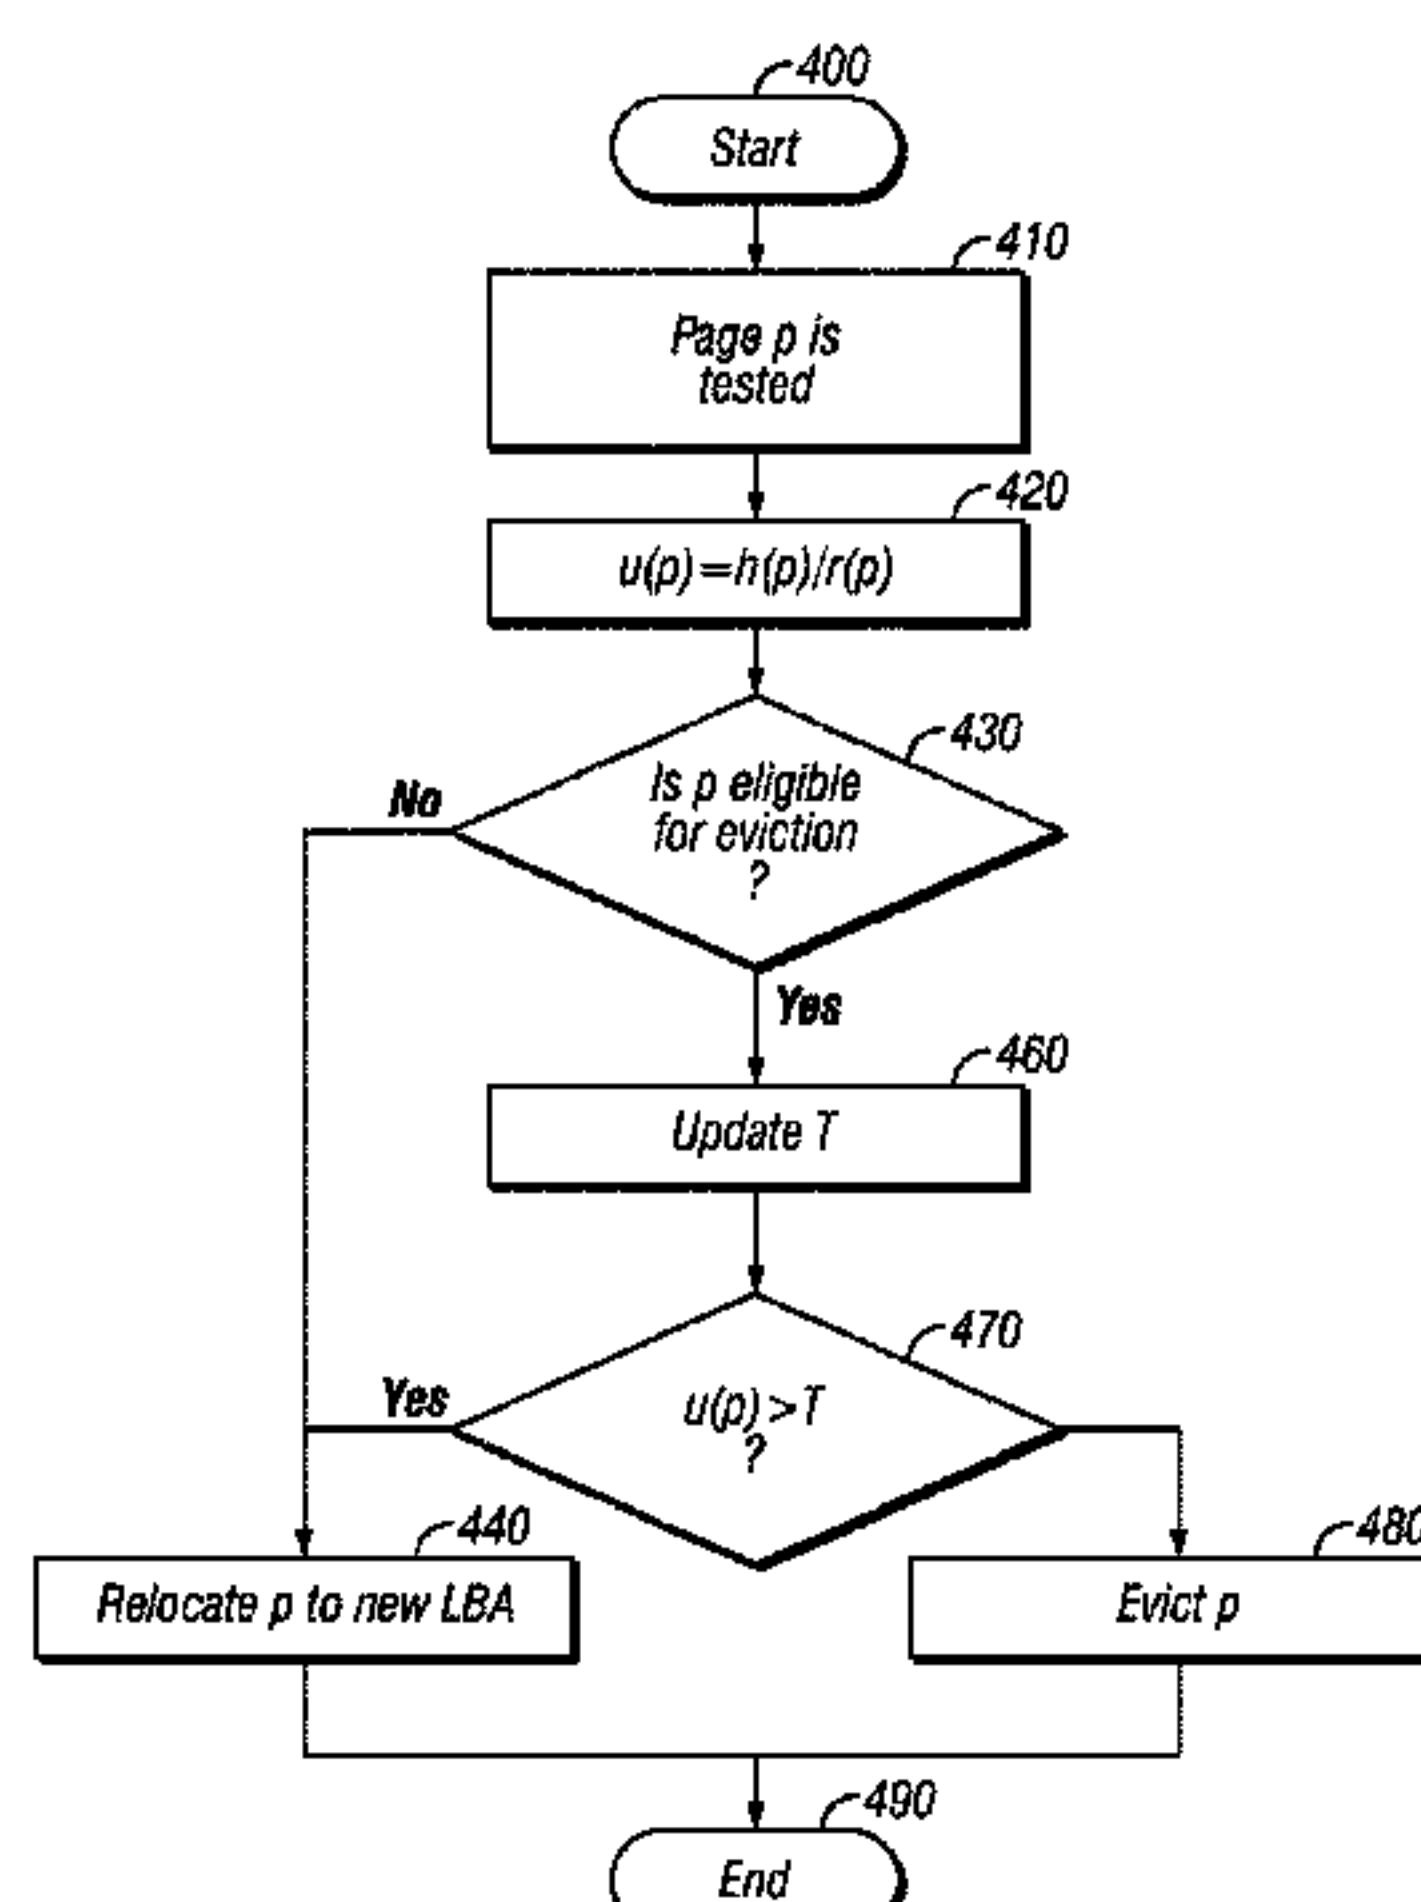 400
Start
410
Page p is
tested
420
u(p)=h(p)/r(p)
430
No
Is p eligible
for eviction
?
Yes
460
Update T
470
Yes
u(p)>T
?
440
480
Relocate p to new LBA
Evict p
490
End